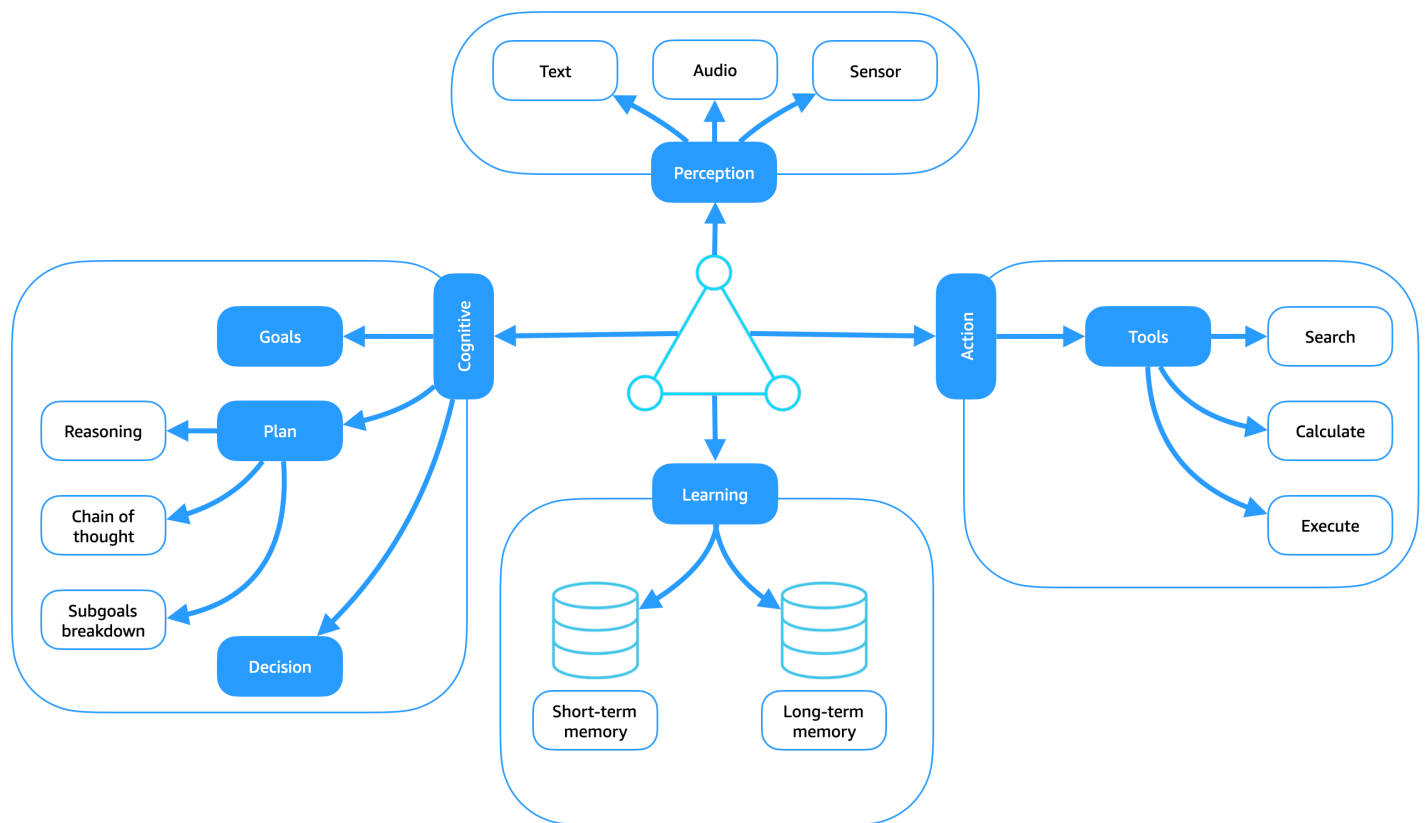 Text
Audio
Sensor
Perception
Cognitive
Goals
Plan
Reasoning
Chain of
thought
Subgoals
breakdown
Decision
Action
Tools
Search
Calculate
Execute
Learning
Short-term
memory
Long-term
memory